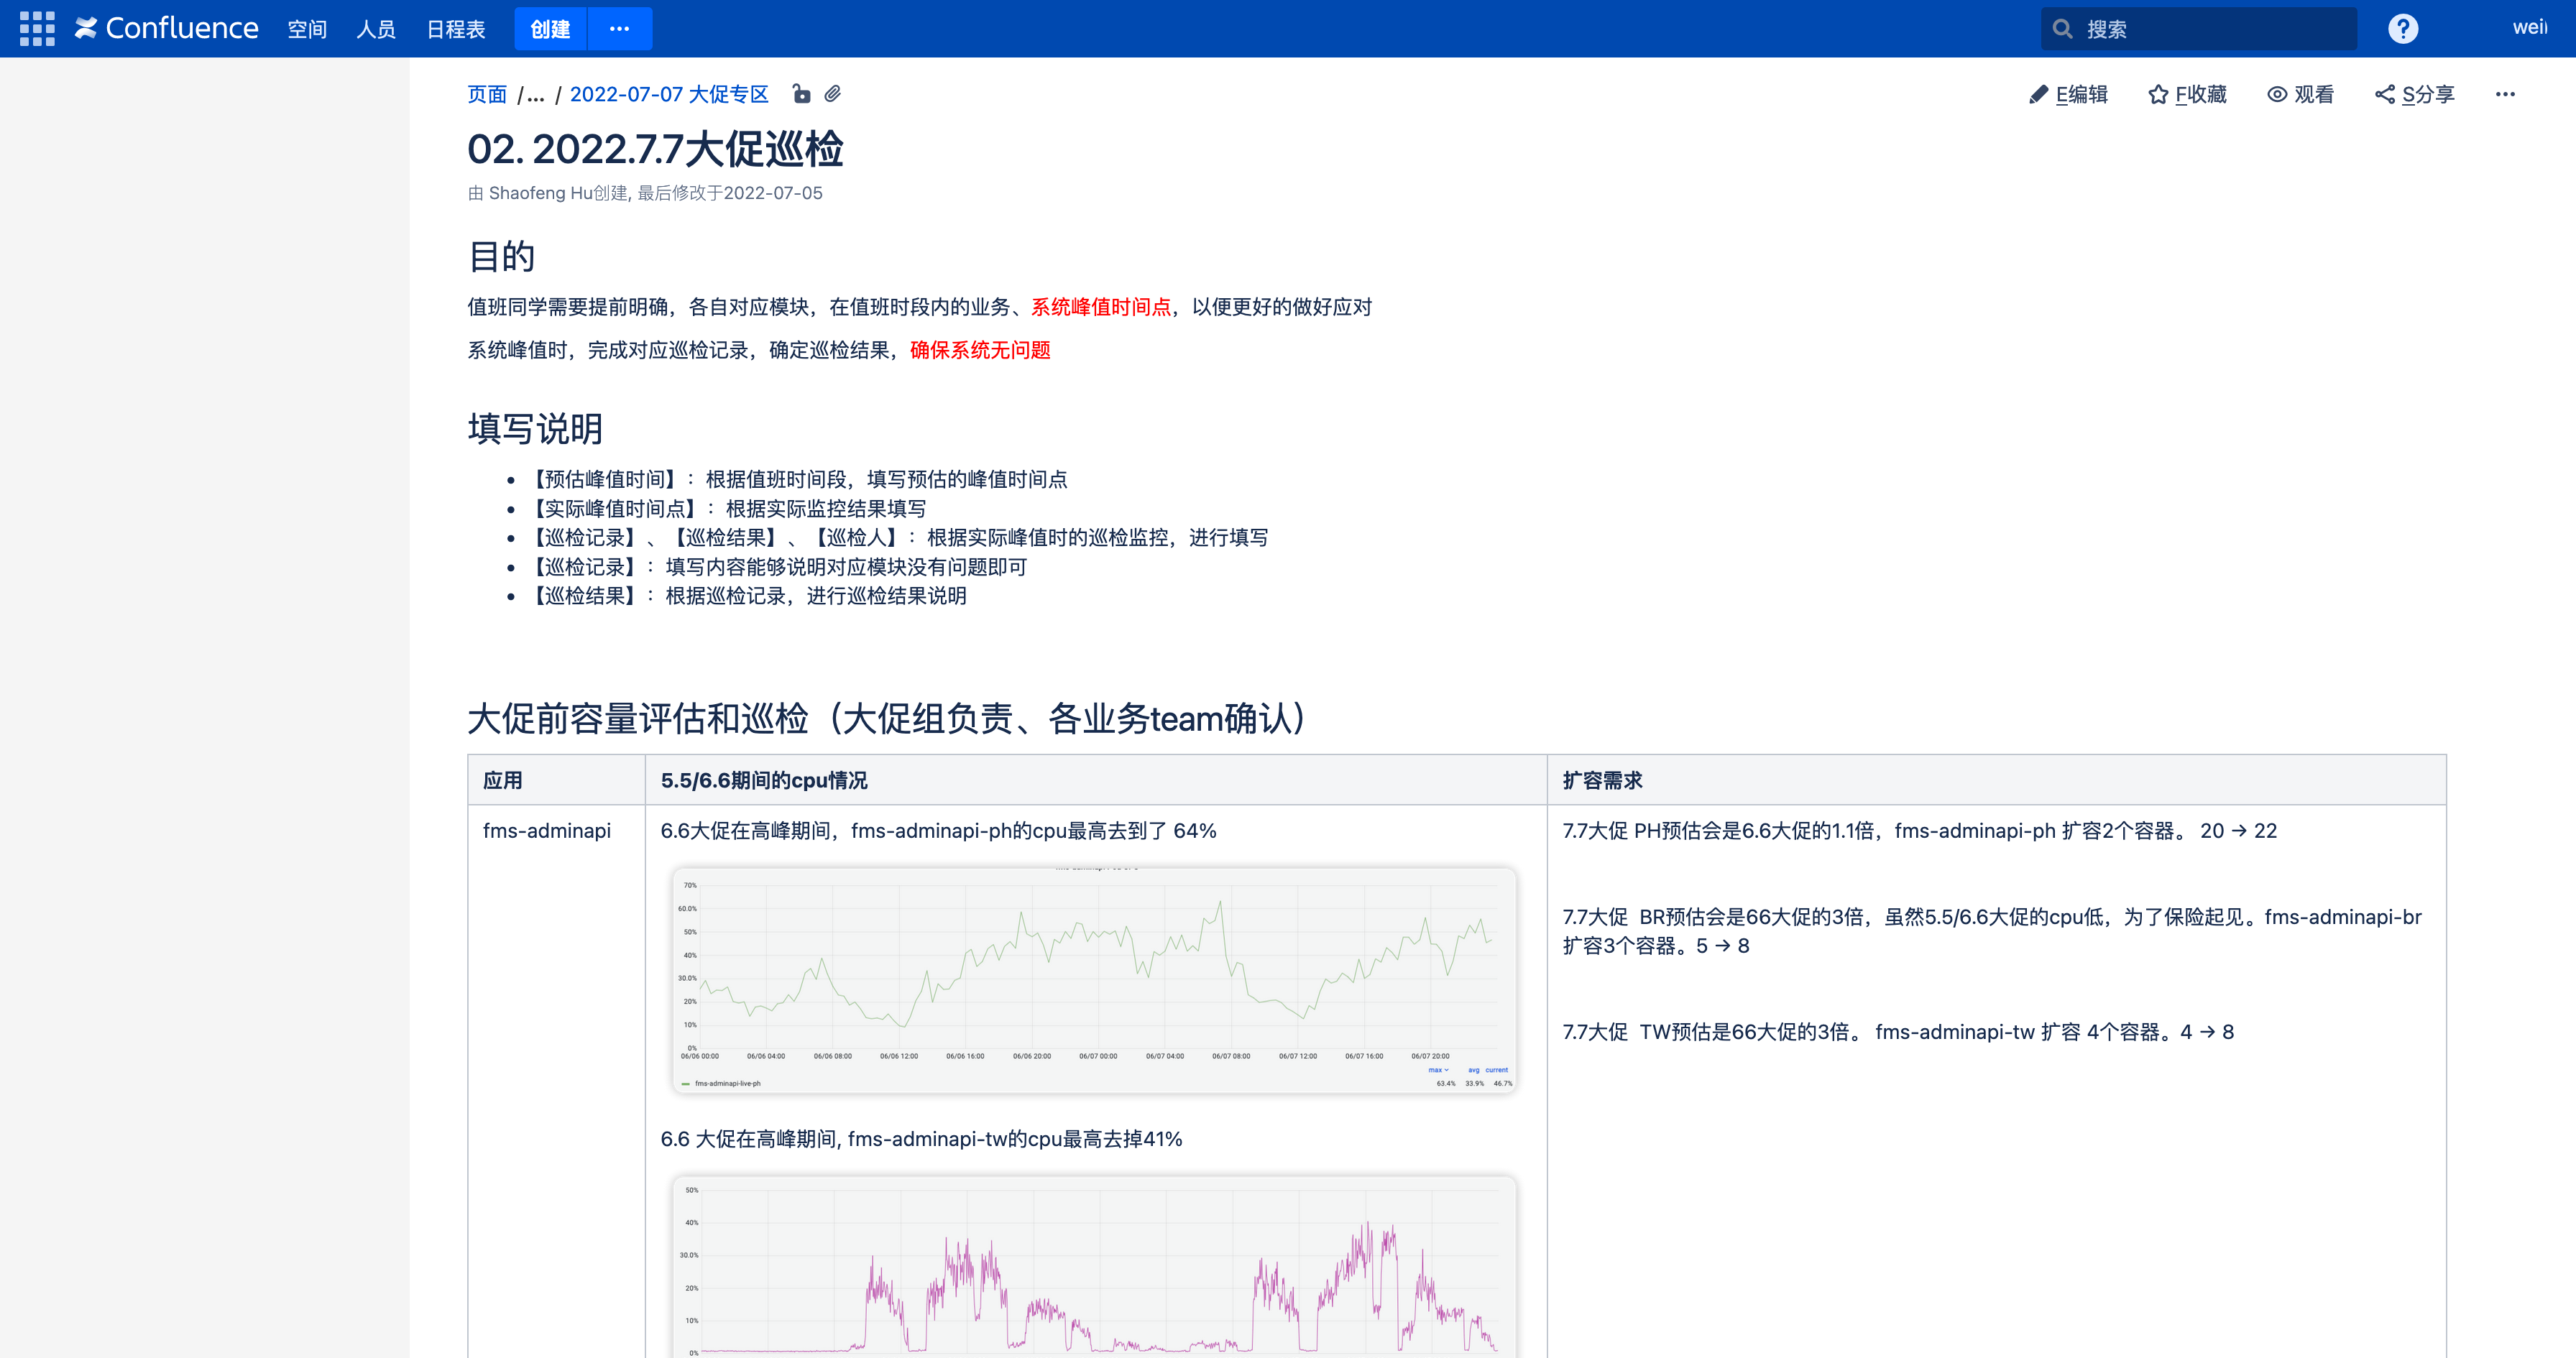 Confluence 空间 人员 日程表 创建 ··· 搜索 ? weil
页面 /... / 2022-07-07 大促专区 E编辑 F收藏 观看 S分享 ···
02. 2022.7.7大促巡检
由 Shaofeng Hu创建, 最后修改于2022-07-05
目的
值班同学需要提前明确，各自对应模块，在值班时段内的业务、系统峰值时间点，以便更好的做好应对
系统峰值时，完成对应巡检记录，确定巡检结果，确保系统无问题
填写说明
• 【预估峰值时间】：根据值班时间段，填写预估的峰值时间点
• 【实际峰值时间点】：根据实际监控结果填写
• 【巡检记录】、【巡检结果】、【巡检人】：根据实际峰值时的巡检监控，进行填写
• 【巡检记录】：填写内容能够说明对应模块没有问题即可
• 【巡检结果】：根据巡检记录，进行巡检结果说明
大促前容量评估和巡检（大促组负责、各业务team确认）
应用 5.5/6.6期间的cpu情况 扩容需求
fms-adminapi
6.6大促在高峰期间，fms-adminapi-ph的cpu最高去到了 64%
70%
60.0%
50%
40%
30.0%
20%
10%
0%
06/06 00:00 06/06 04:00 06/06 08:00 06/06 12:00 06/06 16:00 06/06 20:00 06/07 00:00 06/07 04:00 06/07 08:00 06/07 12:00 06/07 16:00 06/07 20:00
max avg current
fms-adminapi-live-ph 63.4% 33.9% 46.7%
6.6 大促在高峰期间, fms-adminapi-tw的cpu最高去掉41%
50%
40%
30.0%
20%
10%
0%
7.7大促 PH预估会是6.6大促的1.1倍，fms-adminapi-ph 扩容2个容器。 20 → 22
7.7大促 BR预估会是66大促的3倍，虽然5.5/6.6大促的cpu低，为了保险起见。fms-adminapi-br
扩容3个容器。5 → 8
7.7大促 TW预估是66大促的3倍。 fms-adminapi-tw 扩容 4个容器。4 → 8